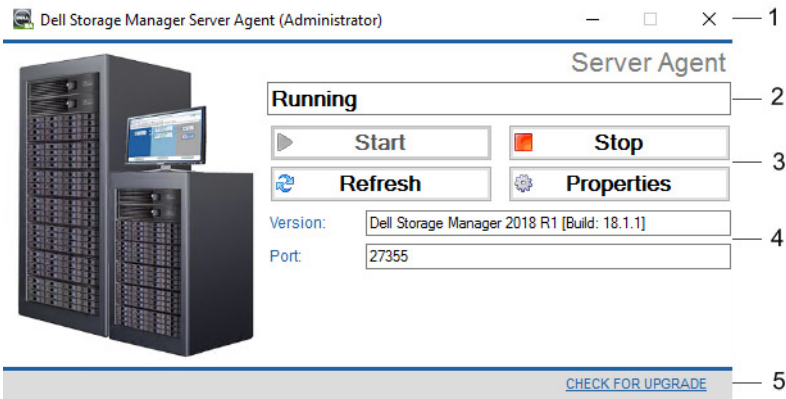 Dell Storage Manager Server Agent (Administrator)
1
Server Agent
Running
2
Start
Stop
3
Refresh
Properties
Version:
Dell Storage Manager 2018 R1 [Build: 18.1.1]
4
Port:
27355
CHECK FOR UPGRADE
5